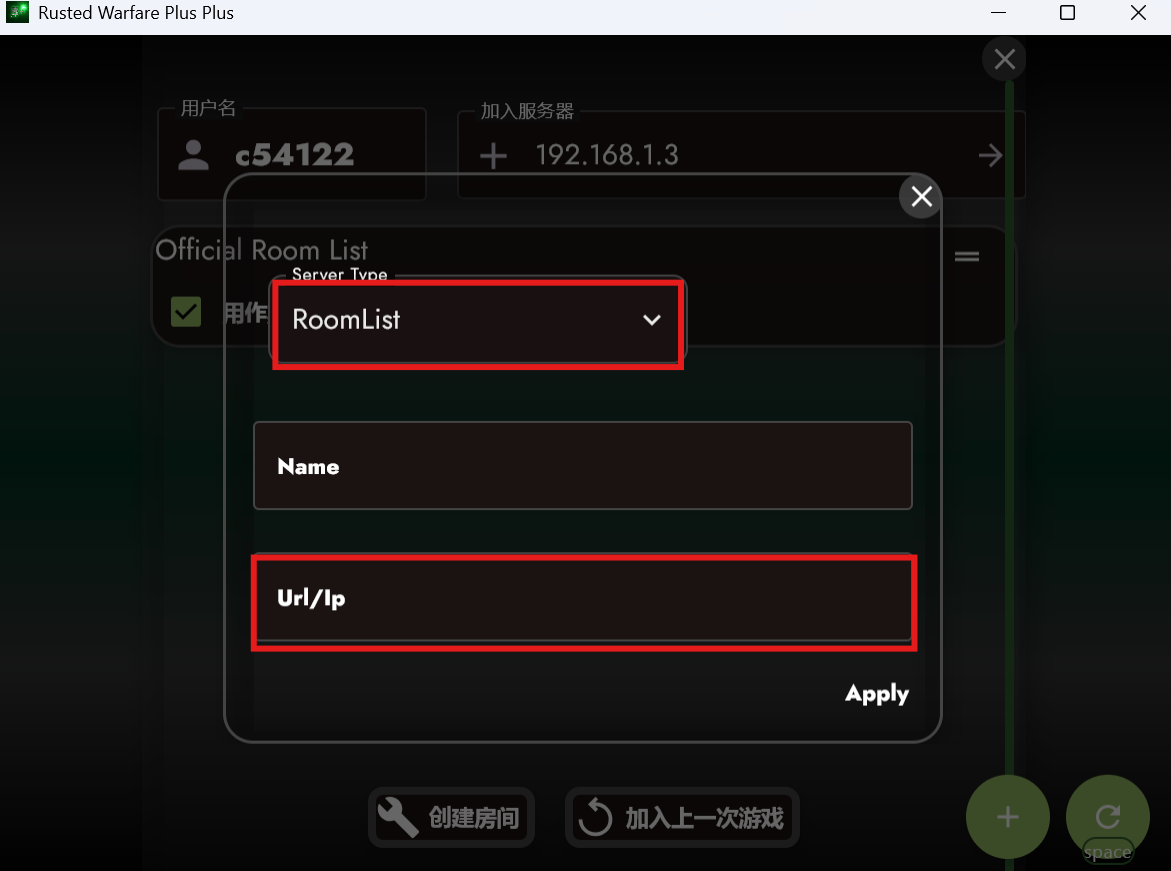 Rusted Warfare Plus Plus
用户名
加入服务器
c54122
192.168.1.3
Official Room List
Server Type
用作
RoomList
Name
Url/Ip
Apply
创建房间
加入上一次游戏
space